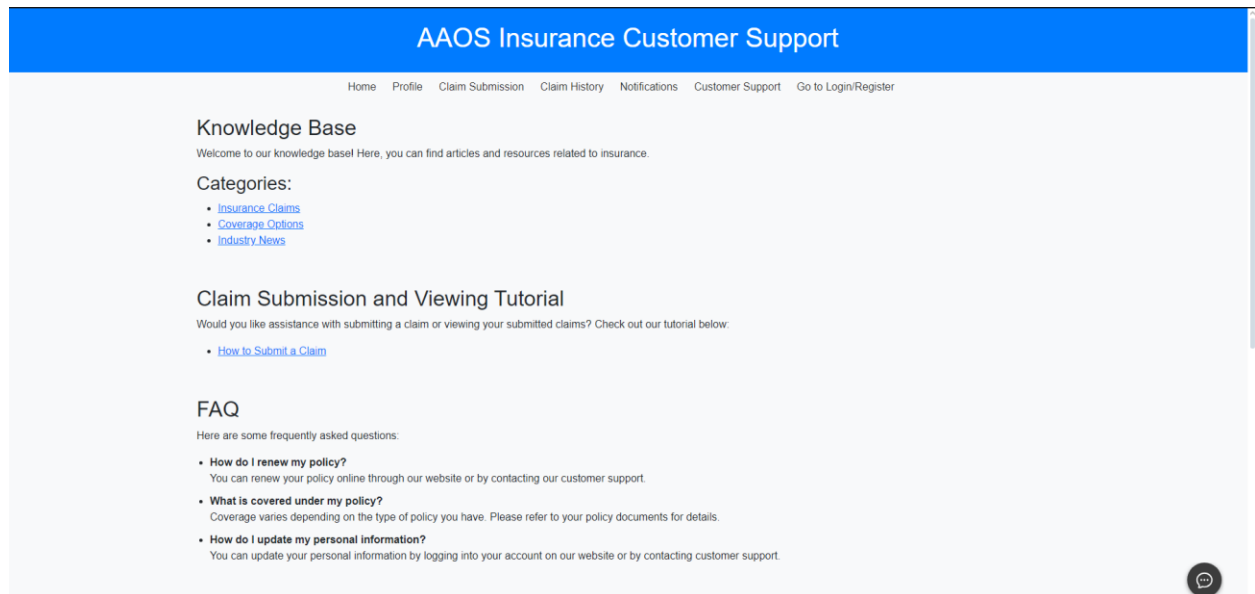 AAOS Insurance Customer Support
Home Profile Claim Submission Claim History Notifications Customer Support Go to Login/Register
Knowledge Base
Welcome to our knowledge base! Here, you can find articles and resources related to insurance.
Categories:
• Insurance Claims
• Coverage Options
• Industry News
Claim Submission and Viewing Tutorial
Would you like assistance with submitting a claim or viewing your submitted claims? Check out our tutorial below:
• How to Submit a Claim
FAQ
Here are some frequently asked questions:
• How do I renew my policy?
You can renew your policy online through our website or by contacting our customer support.
• What is covered under my policy?
Coverage varies depending on the type of policy you have. Please refer to your policy documents for details.
• How do I update my personal information?
You can update your personal information by logging into your account on our website or by contacting customer support.